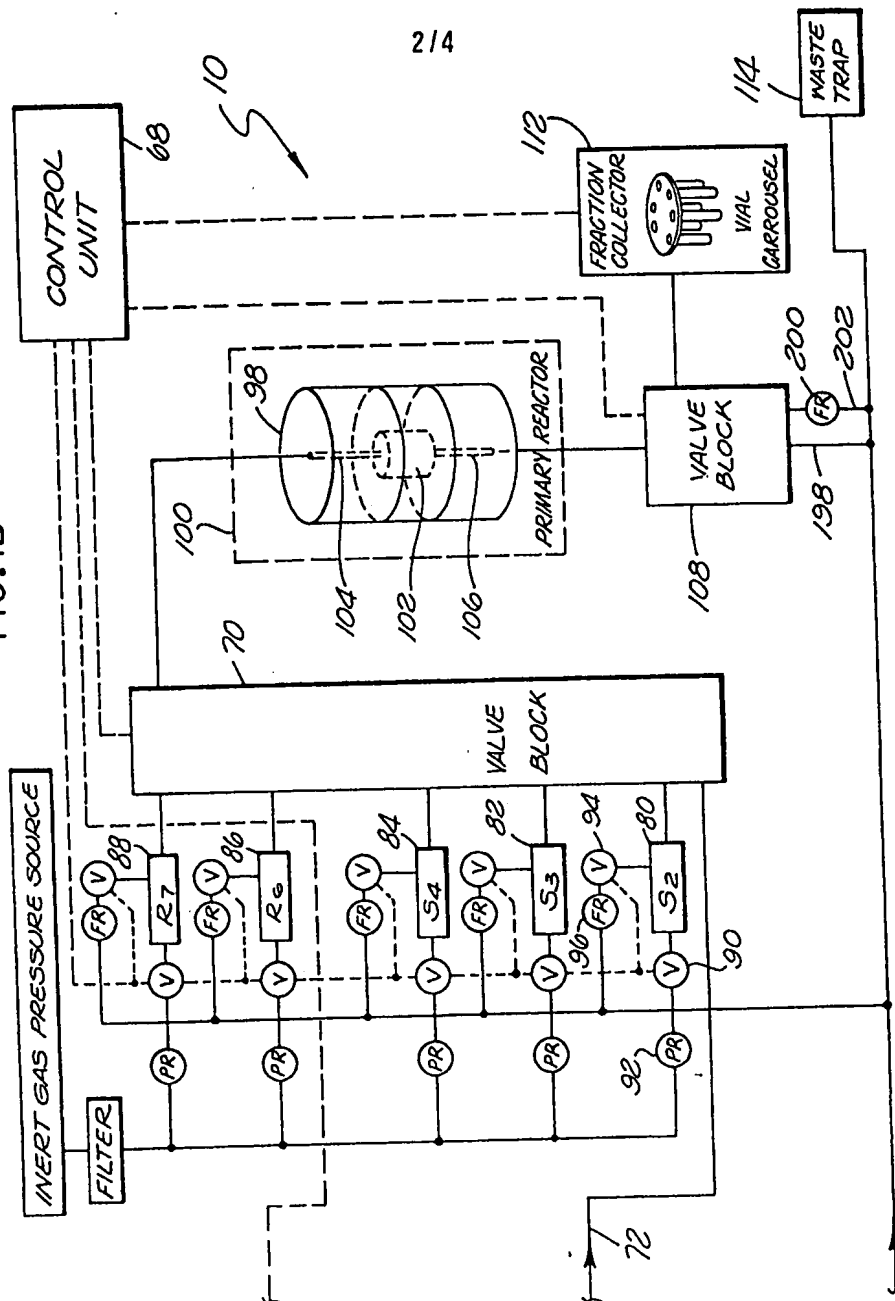 2/4
10
INERT GAS PRESSURE SOURCE
FILTER
CONTROL
UNIT
68
70
VALVE
BLOCK
FR
V
88
R7
V
PR
FR
V
86
R6
V
PR
FR
V
84
S4
V
PR
FR
V
82
S3
V
PR
FR
96
V
94
80
S2
V
90
PR
92
72
100
98
104
102
106
PRIMARY REACTOR
112
FRACTION
COLLECTOR
VIAL
CARROUSEL
VALVE
BLOCK
108
198
FR
200
202
114
WASTE
TRAP